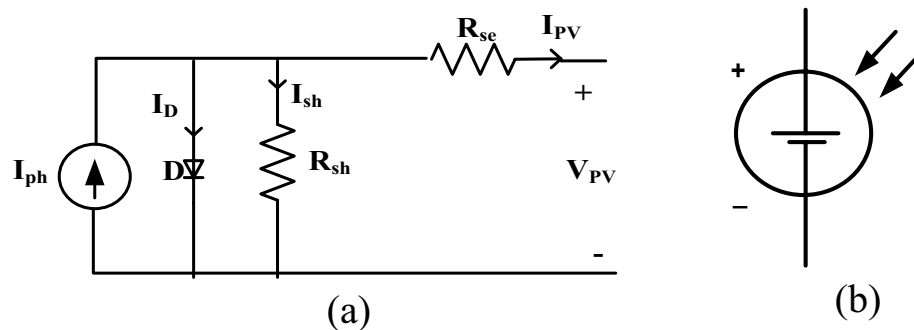 R_se I_PV
I_D I_sh +
I_ph D R_sh V_PV
-
(a)
+
−
(b)